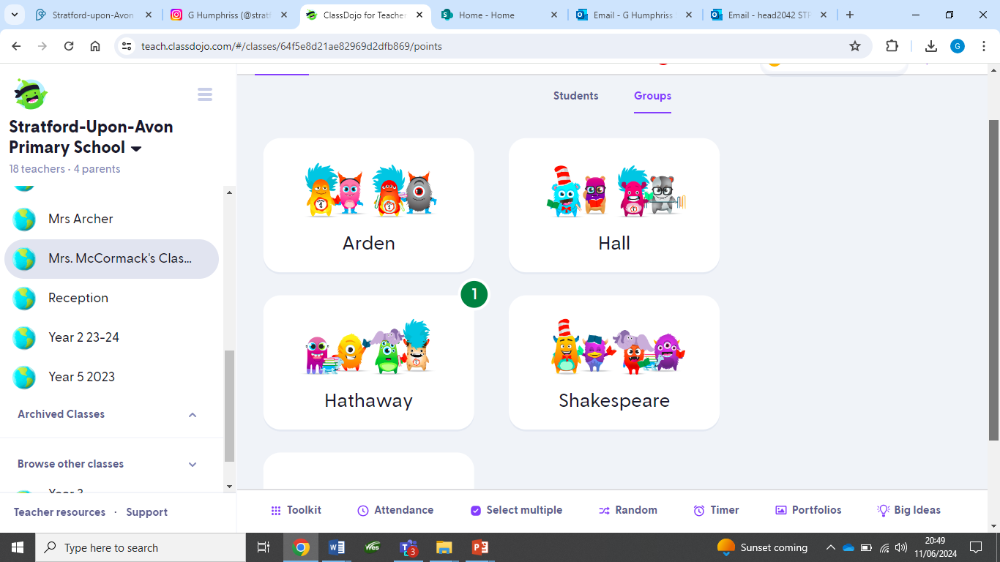 Stratford-upon-Avon
G Humphriss (@stratf
ClassDojo for Teacher
Home - Home
Email - G Humphriss
Email - head2042 STR
teach.classdojo.com/#/classes/64f5e8d21ae82969d2dfb869/points
G
Stratford-Upon-Avon
Primary School
18 teachers · 4 parents
Mrs Archer
Mrs. McCormack's Clas...
Reception
Year 2 23-24
Year 5 2023
Archived Classes
Browse other classes
Teacher resources · Support
Students
Groups
Arden
Hall
1
Hathaway
Shakespeare
Toolkit
Attendance
Select multiple
Random
Timer
Portfolios
Big Ideas
Type here to search
3
Sunset coming
20:49
11/06/2024